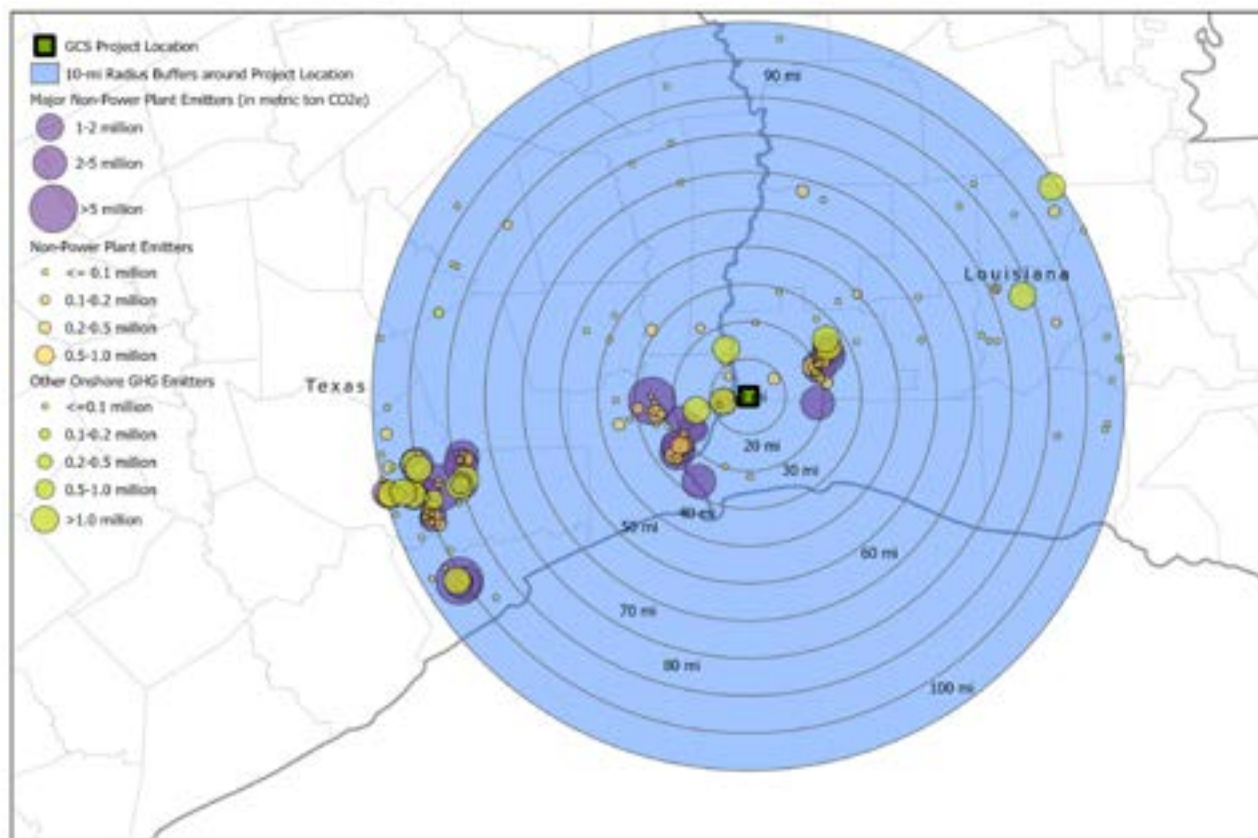 GCS Project Location
10-mi Radius Buffers around Project Location
Major Non-Power Plant Emitters (in metric ton CO2e)
1-2 million
2-5 million
>5 million
Non-Power Plant Emitters
<= 0.1 million
0.1-0.2 million
0.2-0.5 million
0.5-1.0 million
Other Onshore GHG Emitters
<=0.1 million
0.1-0.2 million
0.2-0.5 million
0.5-1.0 million
>1.0 million
90 mi
Louisiana
Texas
20 mi
30 mi
40 mi
50 mi
60 mi
70 mi
80 mi
100 mi